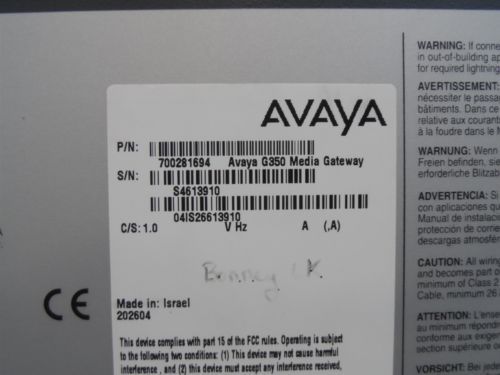 AVAYA
P/N:
700281694 Avaya G350 Media Gateway
S/N:
S4613910
04IS26613910
C/S: 1.0 V Hz A (,A)
Made in: Israel
202604
This device complies with part 15 of the FCC rules. Operating is subject
to the following two conditions: (1) This device may not cause harmful
interference , and (2) this device must accept any interference received,
CE
WARNING: If conne
in out-of-building ap
for required lightning
AVERTISSEMENT:
nécessiter le passag
bâtiments. Dans ce
relative aux courants
à la foudre dans le N
WARNUNG: Wenn
Freien befinden, sie
erforderliche Blitzab
ADVERTENCIA: Si
con aplicaciones qu
Manual de instalació
protección de corrien
descargas atmosfér
CAUTION: All wiring
and becomes part o
minimum of Class 2
Cable, minimum 26
ATTENTION: L'ense
au minimum répondr
et conforme aux exigen
section supérieure o
VORSICHT: Bei jede